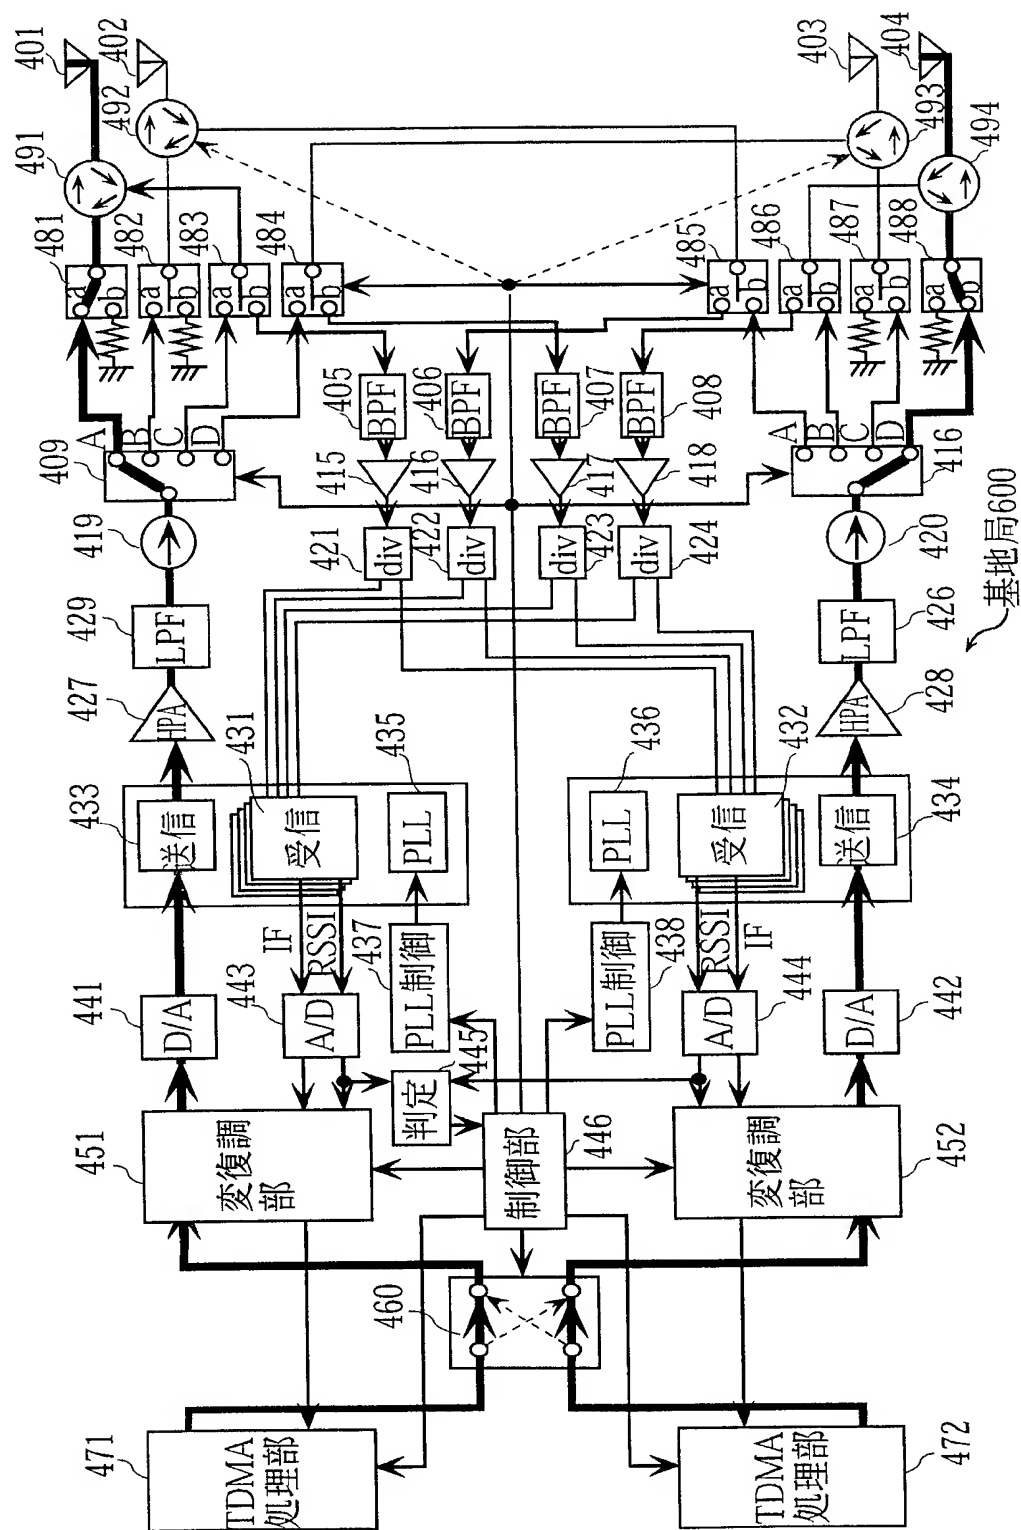 471
TDMA
処理部
451
変復調
部
441
D/A
433
送信
427
HPA
429
LPF
419
409
A
B
C
D
481
a
b
482
a
b
483
a
b
484
a
b
491
401
492
402
443
A/D
IF
RSSI
431
受信
435
PLL
437
PLL制御
445
判定
460
446
制御部
405
BPF
415
421
div
406
BPF
416
422
div
407
BPF
417
423
div
408
BPF
418
424
div
436
PLL
438
PLL制御
432
受信
RSSI
IF
444
A/D
472
TDMA
処理部
452
変復調
部
442
D/A
434
送信
428
HPA
426
LPF
420
416
A
B
C
D
485
a
b
486
a
b
487
a
b
488
a
b
403
493
404
494
基地局600